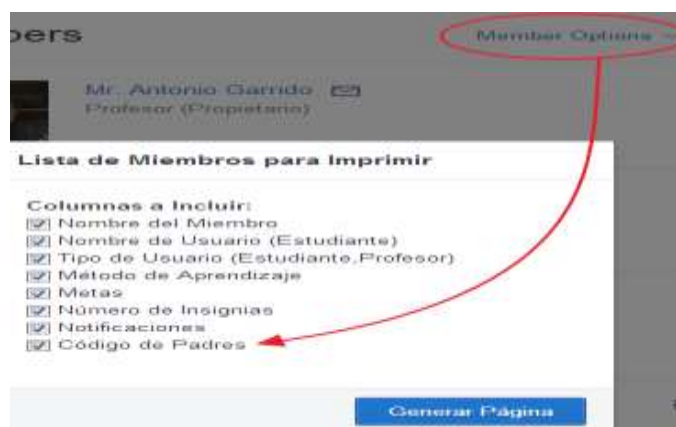 bers
Member Options
Mr. Antonio Garrido
Profesor (Propietario)
Lista de Miembros para Imprimir
Columnas a Incluir:
Nombre del Miembro
Nombre de Usuario (Estudiante)
Tipo de Usuario (Estudiante,Profesor)
Método de Aprendizaje
Metas
Número de Insignias
Notificaciones
Código de Padres
Generar Página